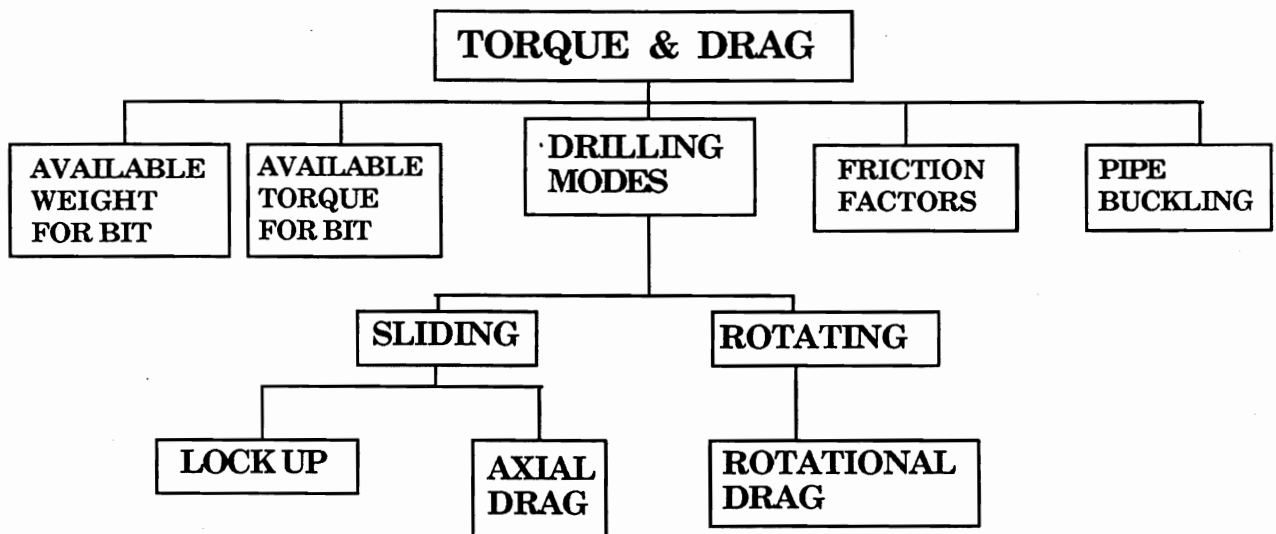 TORQUE & DRAG
AVAILABLE
WEIGHT
FOR BIT
AVAILABLE
TORQUE
FOR BIT
DRILLING
MODES
FRICTION
FACTORS
PIPE
BUCKLING
SLIDING
ROTATING
LOCK UP
AXIAL
DRAG
ROTATIONAL
DRAG